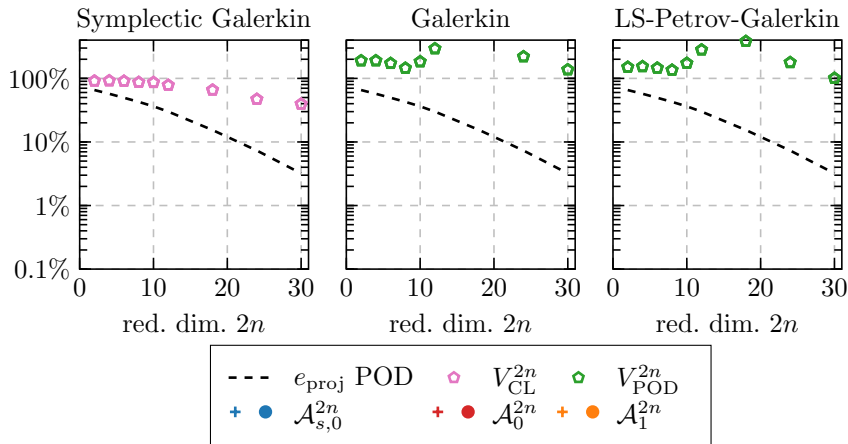 Symplectic Galerkin Galerkin LS-Petrov-Galerkin
100%
10%
1%
0.1%
0 10 20 30 0 10 20 30 0 10 20 30
red. dim. 2n red. dim. 2n red. dim. 2n
e_proj POD V_CL^2n V_POD^2n
𝒜_s,0^2n 𝒜_0^2n 𝒜_1^2n